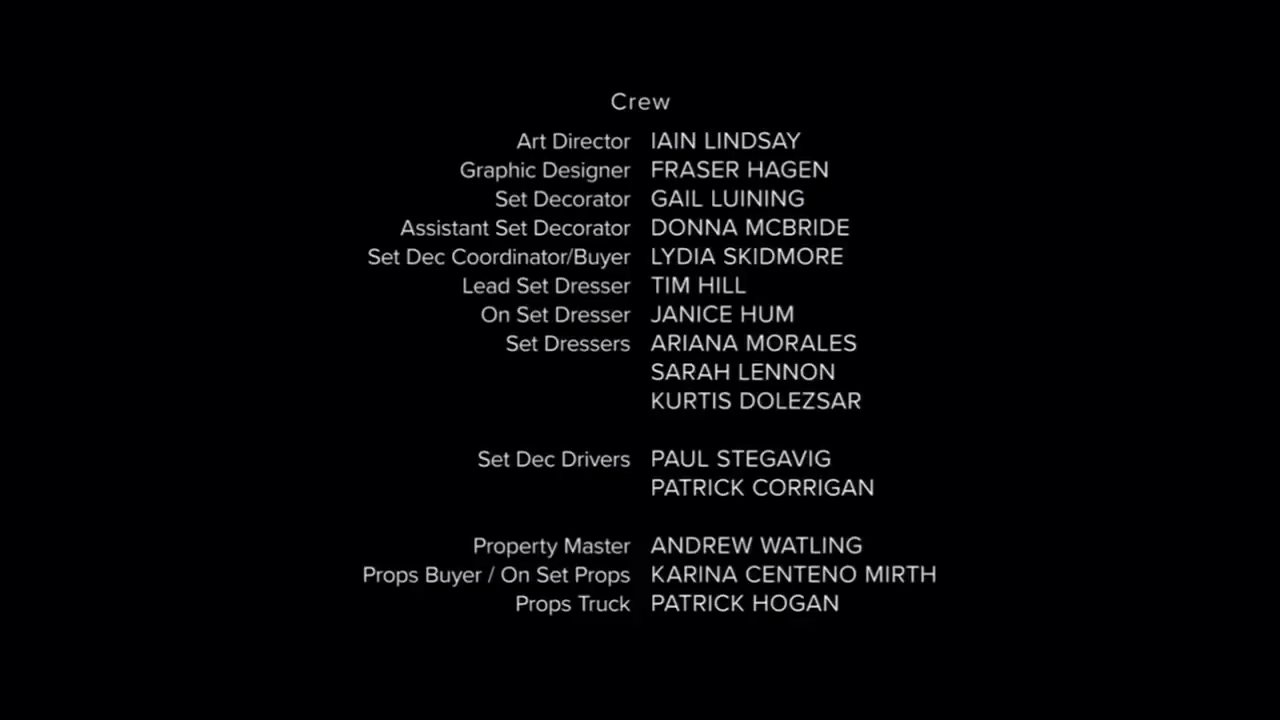 Crew
Art Director IAIN LINDSAY
Graphic Designer FRASER HAGEN
Set Decorator GAIL LUINING
Assistant Set Decorator DONNA MCBRIDE
Set Dec Coordinator/Buyer LYDIA SKIDMORE
Lead Set Dresser TIM HILL
On Set Dresser JANICE HUM
Set Dressers ARIANA MORALES
SARAH LENNON
KURTIS DOLEZSAR
Set Dec Drivers PAUL STEGAVIG
PATRICK CORRIGAN
Property Master ANDREW WATLING
Props Buyer / On Set Props KARINA CENTENO MIRTH
Props Truck PATRICK HOGAN